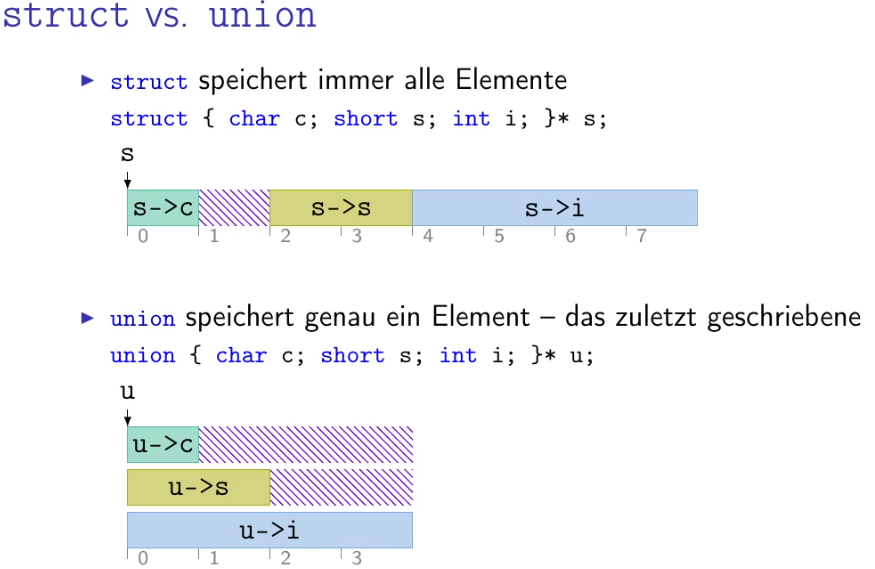 struct vs. union
▶ struct speichert immer alle Elemente
struct { char c; short s; int i; }* s;
s
s->c s->s s->i
0 1 2 3 4 5 6 7
▶ union speichert genau ein Element – das zuletzt geschriebene
union { char c; short s; int i; }* u;
u
u->c
u->s
u->i
0 1 2 3